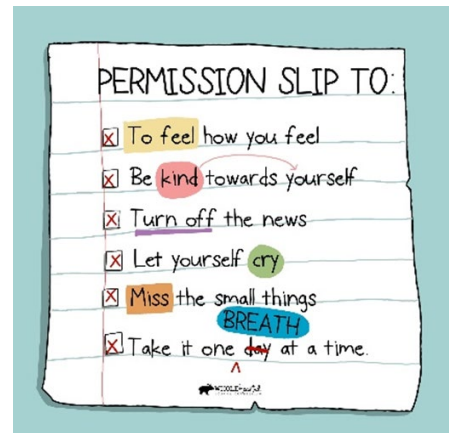 PERMISSION SLIP TO:
To feel how you feel
Be kind towards yourself
Turn off the news
Let yourself cry
Miss the small things
BREATH
Take it one day at a time.